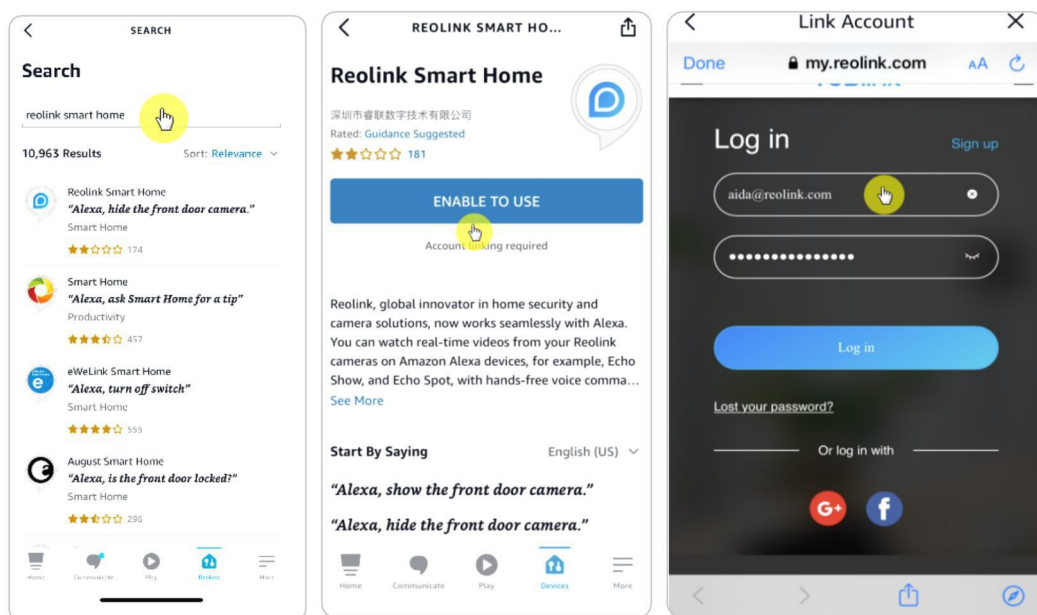 SEARCH
Search
reolink smart home
10,963 Results
Sort: Relevance
Reolink Smart Home
“Alexa, hide the front door camera.”
Smart Home
174
Smart Home
“Alexa, ask Smart Home for a tip”
Productivity
457
eWeLink Smart Home
“Alexa, turn off switch”
Smart Home
555
August Smart Home
“Alexa, is the front door locked?”
Smart Home
296
Home
Communicate
Play
Devices
More
REOLINK SMART HO...
Reolink Smart Home
深圳市睿联数字技术有限公司
Rated: Guidance Suggested
181
ENABLE TO USE
Account linking required
Reolink, global innovator in home security and
camera solutions, now works seamlessly with Alexa.
You can watch real-time videos from your Reolink
cameras on Amazon Alexa devices, for example, Echo
Show, and Echo Spot, with hands-free voice comma...
See More
Start By Saying
English (US)
“Alexa, show the front door camera.”
“Alexa, hide the front door camera.”
Home
Communicate
Play
Devices
More
Link Account
Done
my.reolink.com
AA
Log in
Sign up
aida@reolink.com
Log in
Lost your password?
Or log in with
G+
f